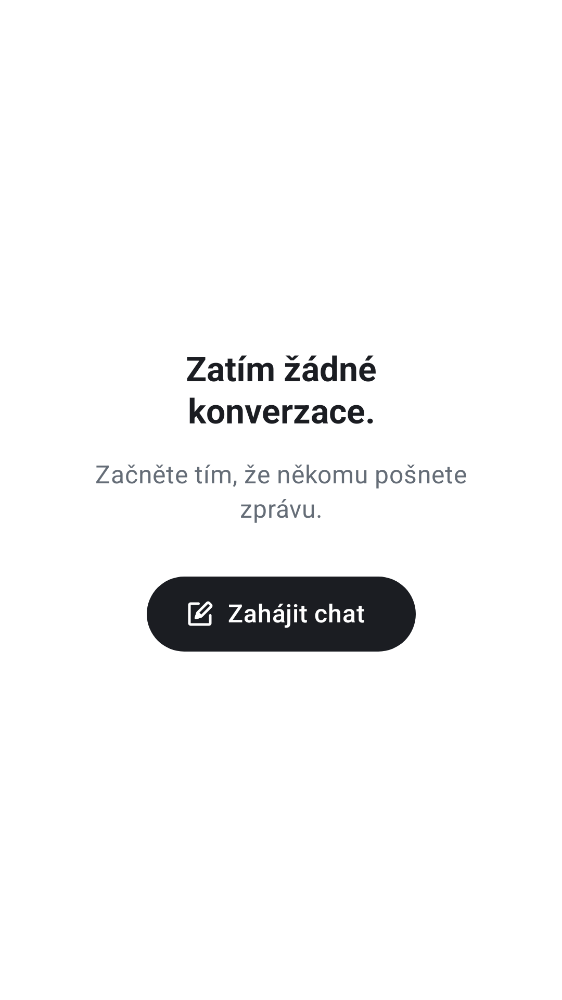 Zatím žádné
konverzace.
Začněte tím, že někomu pošnete
zprávu.
Zahájit chat